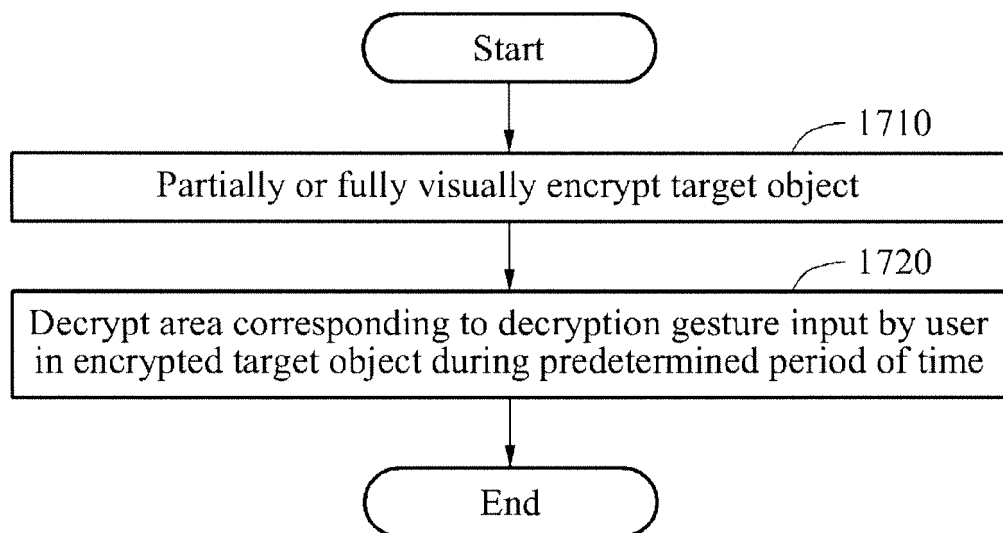 Start
1710
Partially or fully visually encrypt target object
1720
Decrypt area corresponding to decryption gesture input by user
in encrypted target object during predetermined period of time
End